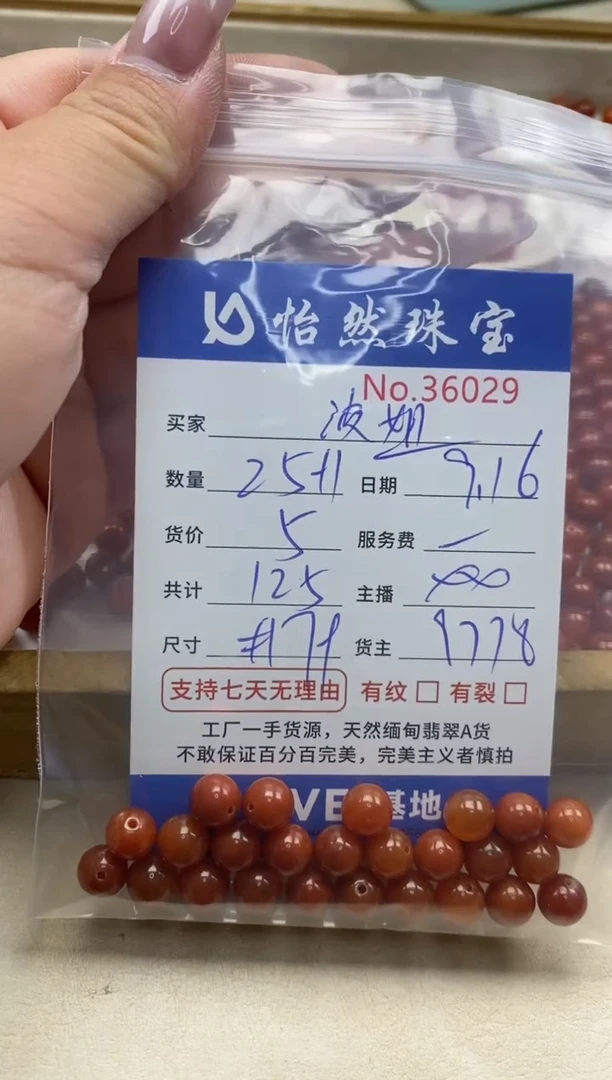 怡然珠宝
No.36029
买家 波姐
数量 25+1 日期 9.16
货价 5 服务费
共计 125 主播
尺寸 货主 9778
支持七天无理由 有纹 □ 有裂 □
工厂一手货源，天然缅甸翡翠A货
不敢保证百分百完美，完美主义者慎拍
基地